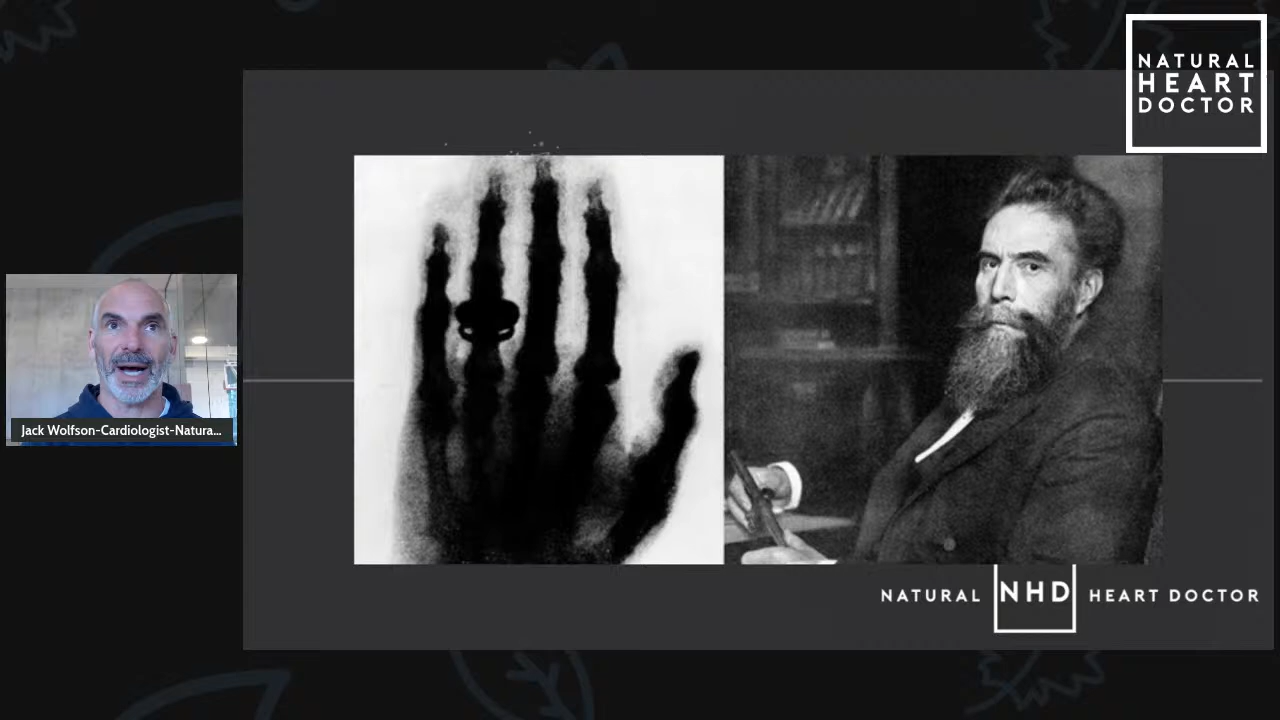 NATURAL
HEART
DOCTOR
Jack Wolfson-Cardiologist-Natura...
NATURAL NHD HEART DOCTOR